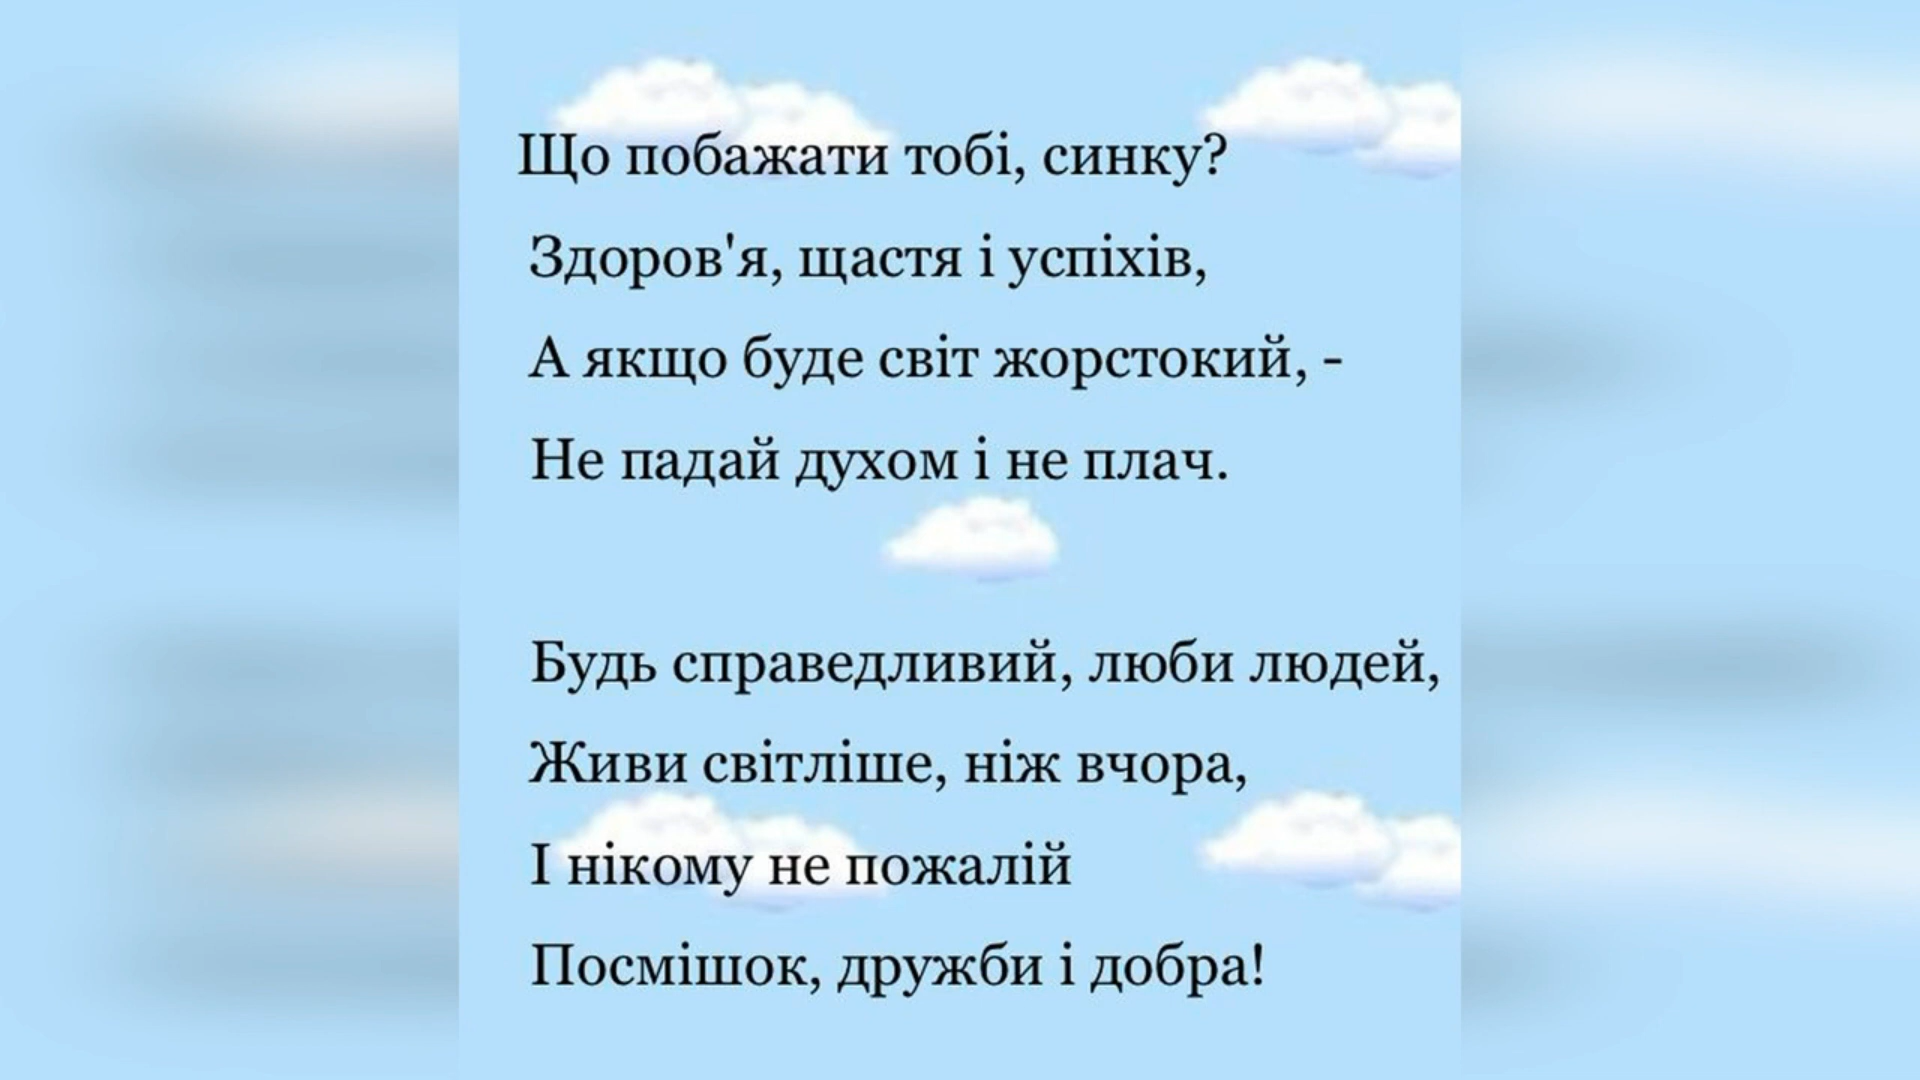 Що побажати тобі, синку?
Здоров'я, щастя і успіхів,
А якщо буде світ жорстокий, -
Не падай духом і не плач.
Будь справедливий, люби людей,
Живи світліше, ніж вчора,
І нікому не пожалій
Посмішок, дружби і добра!